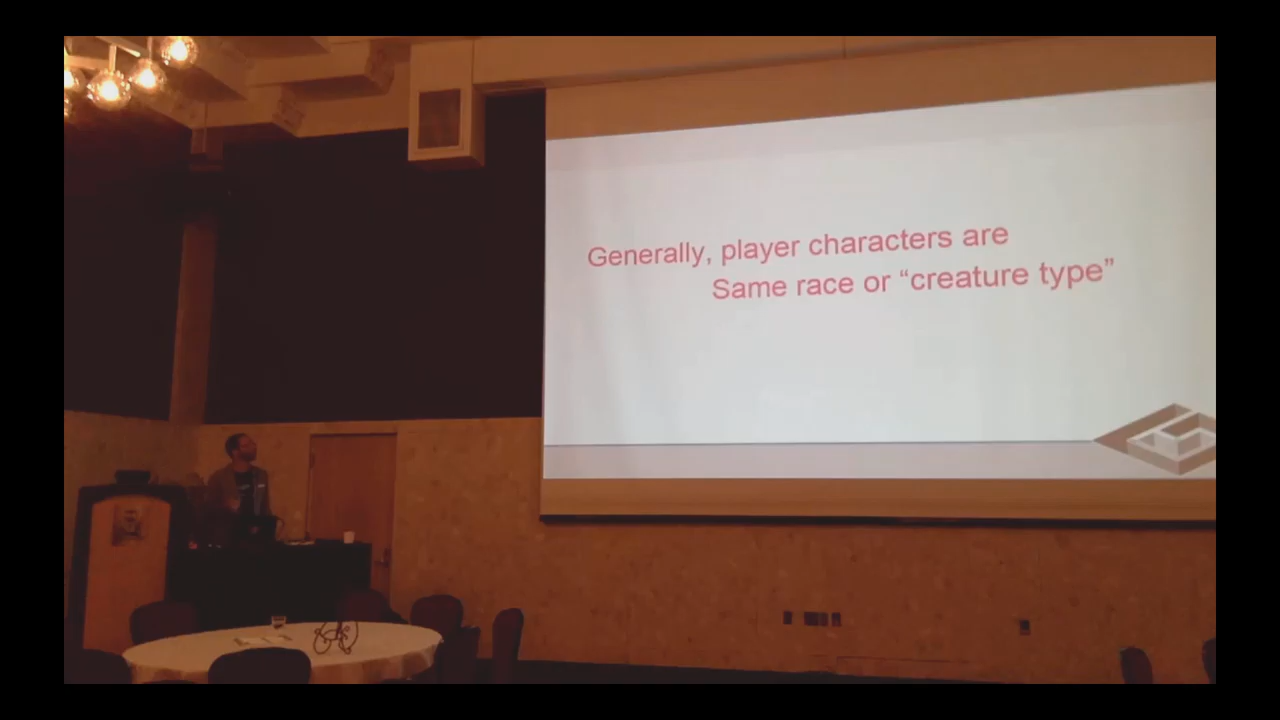 Generally, player characters are
Same race or “creature type”